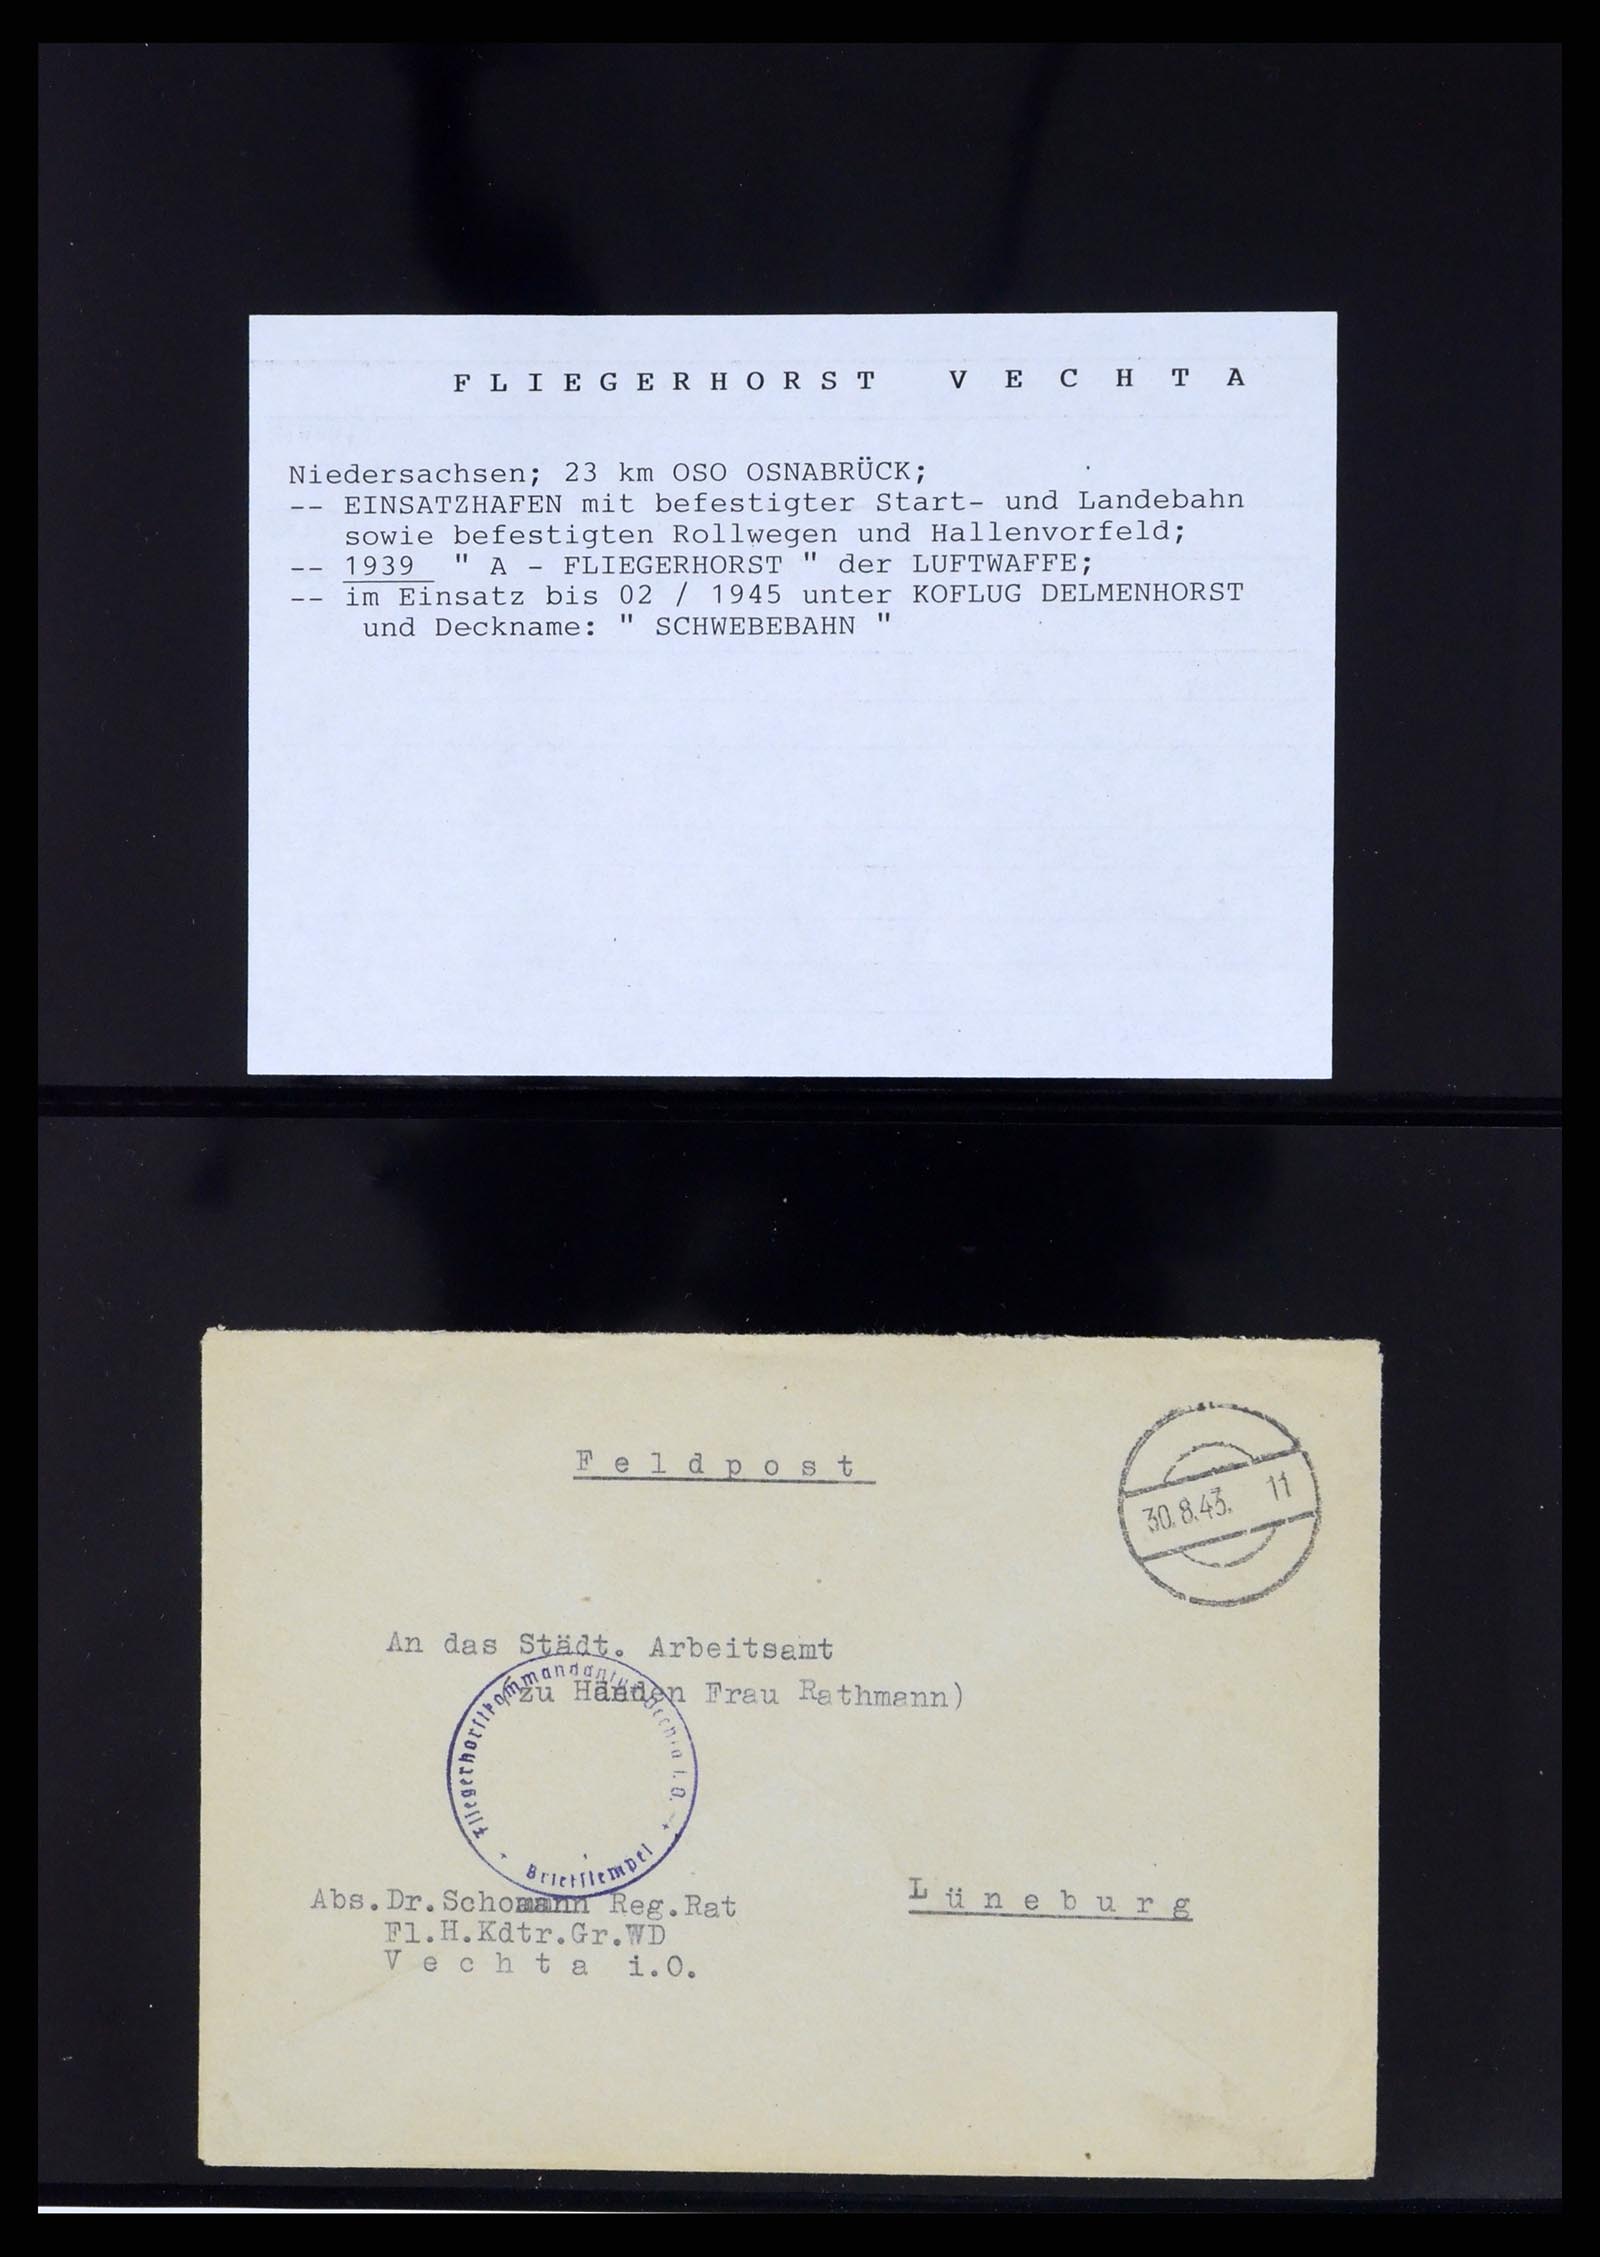 FLIEGERHORST VECHTA
Niedersachsen; 23 km OSO OSNABRÜCK;
-- EINSATZHAFEN mit befestigter Start- und Landebahn
sowie befestigten Rollwegen und Hallenvorfeld;
-- 1939 " A - FLIEGERHORST " der LUFTWAFFE;
-- im Einsatz bis 02 / 1945 unter KOFLUG DELMENHORST
und Deckname: " SCHWEBEBAHN "
Feldpost
30.8.43. 11
An das Städt. Arbeitsamt
(zu Händen Frau Rathmann)
Fliegerhorstkommandantur Vechta i.O.
Briefstempel
Lüneburg
Abs.Dr.Schomann Reg.Rat
Fl.H.Kdtr.Gr.WD
Vechta i.O.